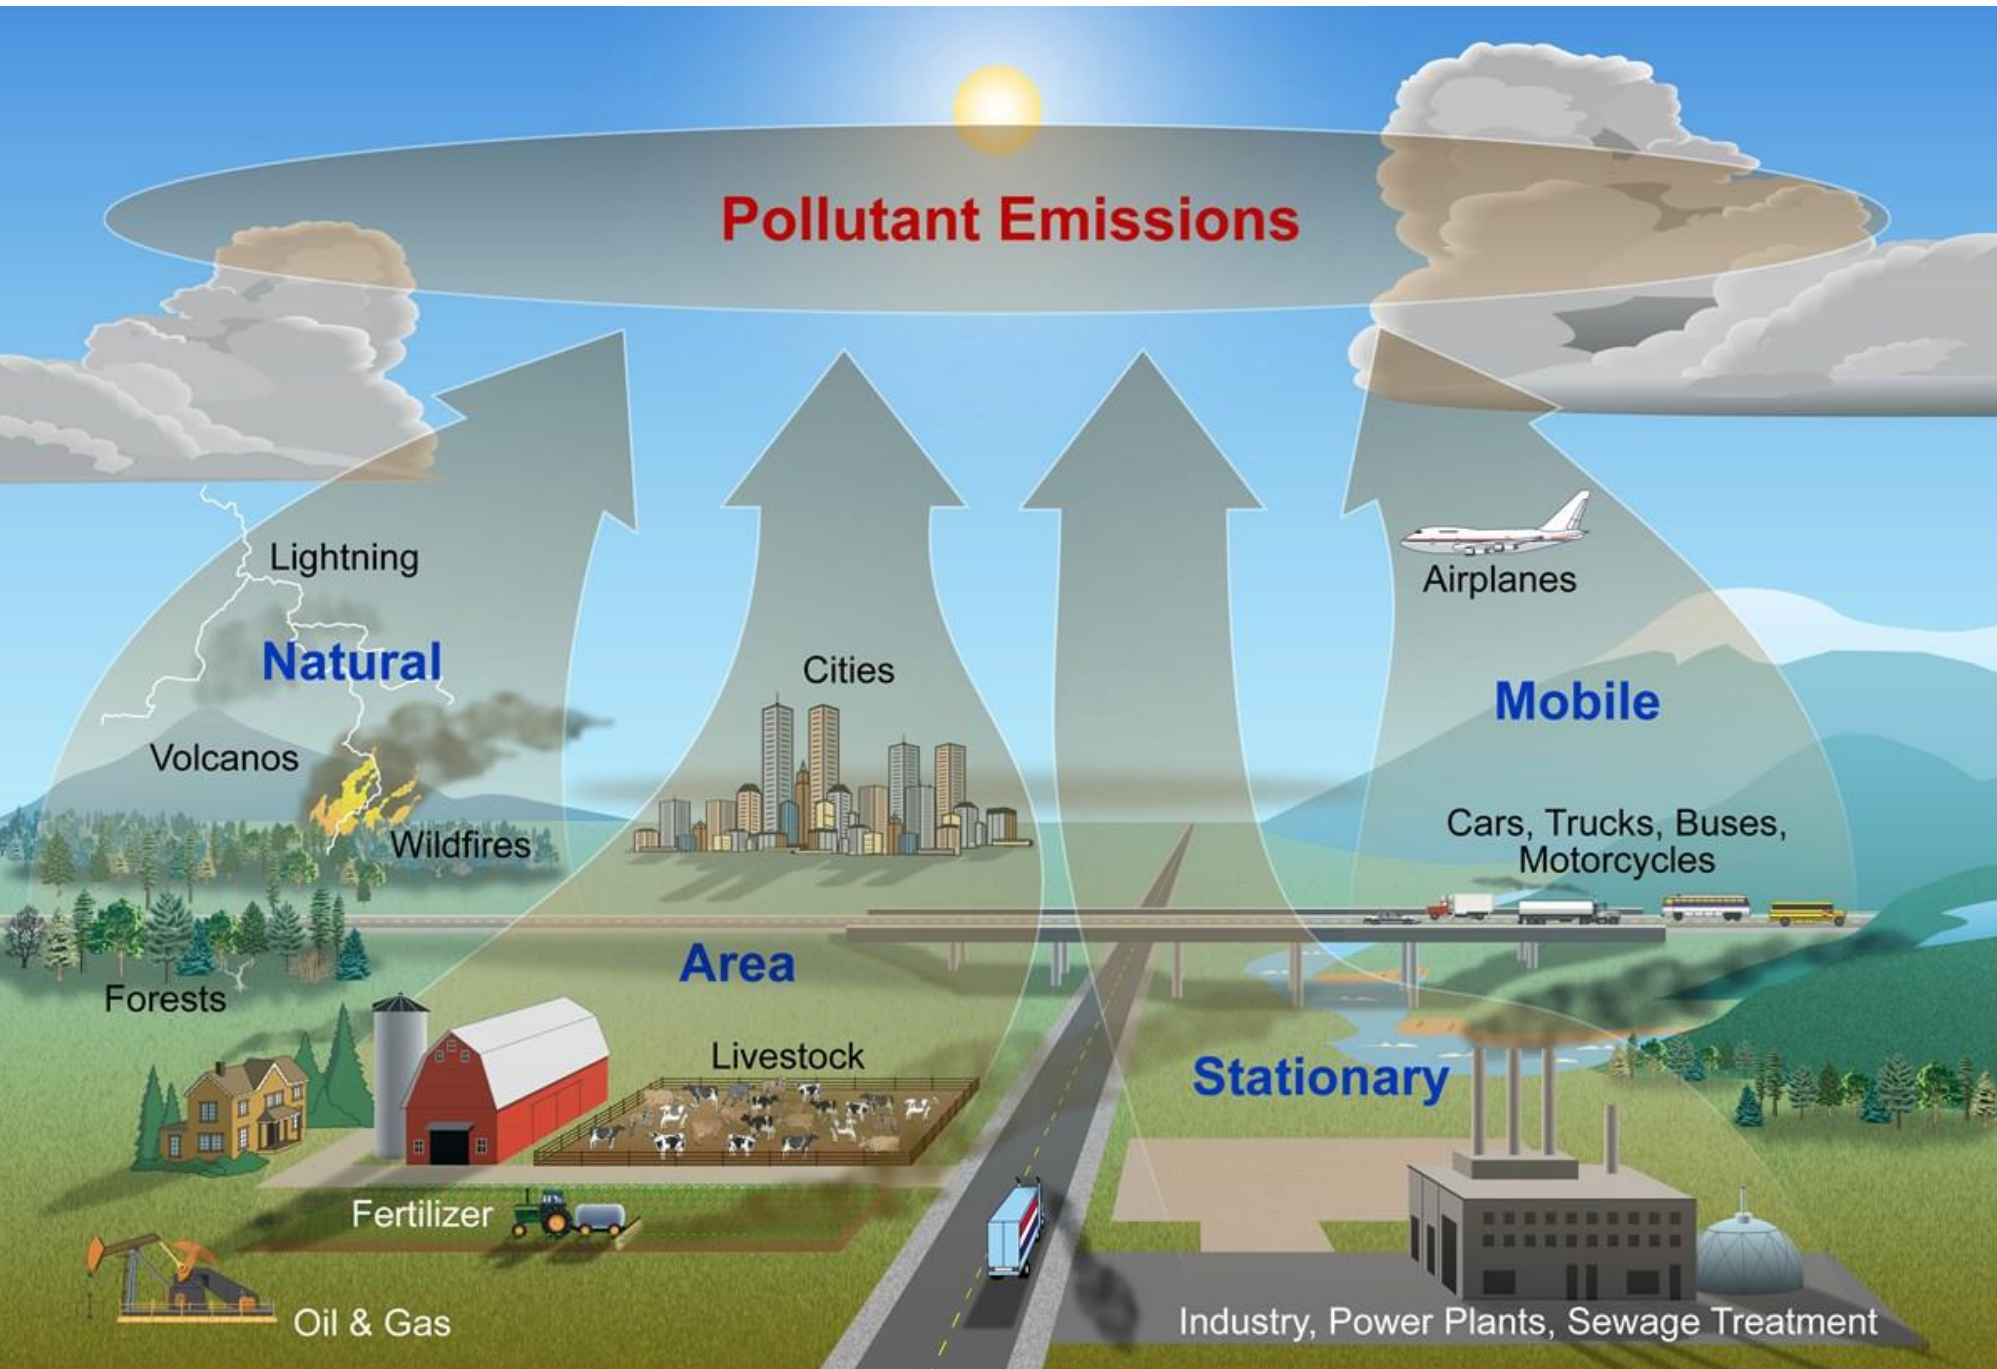 Pollutant Emissions
Lightning
Natural
Volcanos
Wildfires
Forests
Cities
Area
Livestock
Fertilizer
Oil & Gas
Airplanes
Mobile
Cars, Trucks, Buses,
Motorcycles
Stationary
Industry, Power Plants, Sewage Treatment